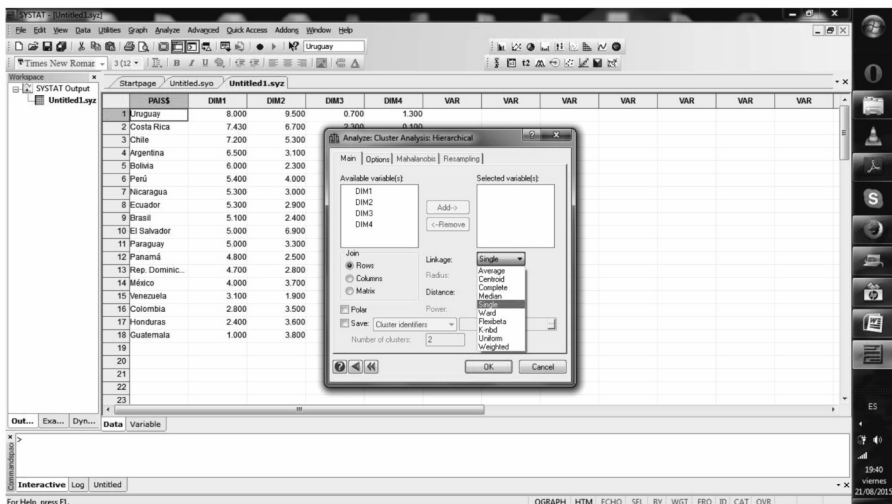 SYSTAT - [Untitled1.syz]
File Edit View Data Utilities Graph Analyze Advanced Quick Access Addons Window Help
Uruguay
Times New Romar 3 (12 B I U
Workspace
SYSTAT Output
Untitled1.syz
Startpage Untitled.syo Untitled1.syz
PAIS$ DIM1 DIM2 DIM3 DIM4 VAR VAR VAR VAR VAR VAR VAR
1 Uruguay 8.000 9.500 0.700 1.300
2 Costa Rica 7.430 6.700 2.300 0.100
3 Chile 7.200 5.300
4 Argentina 6.500 3.100
5 Bolivia 6.000 2.300
6 Perú 5.400 4.000
7 Nicaragua 5.300 3.000
8 Ecuador 5.300 2.900
9 Brasil 5.100 2.400
10 El Salvador 5.000 6.900
11 Paraguay 5.000 3.300
12 Panamá 4.800 2.500
13 Rep. Dominic...  4.700 2.800
14 México 4.000 3.700
15 Venezuela 3.100 1.900
16 Colombia 2.800 3.500
17 Honduras 2.400 3.600
18 Guatemala 1.000 3.800
19
20
21
22
23
Analyze: Cluster Analysis: Hierarchical
Main Options Mahalanobis Resampling
Available variable(s): Selected variable(s):
DIM1
DIM2
DIM3
DIM4
Add->
<-Remove
Join
Rows
Columns
Matrix
Linkage: Single
Radius:
Distance:
Power:
Average
Centroid
Complete
Median
Single
Ward
Flexibeta
K-nbd
Uniform
Weighted
Polar
Save: Cluster identifiers
Number of clusters: 2
OK Cancel
Out... Exa... Dyn...
Data Variable
Commandspace
>
Interactive Log Untitled
For Help, press F1.
QGRAPH HTM ECHO SEL BY WGT FRQ ID CAT OVR
ES
19:40
viernes
21/08/2015